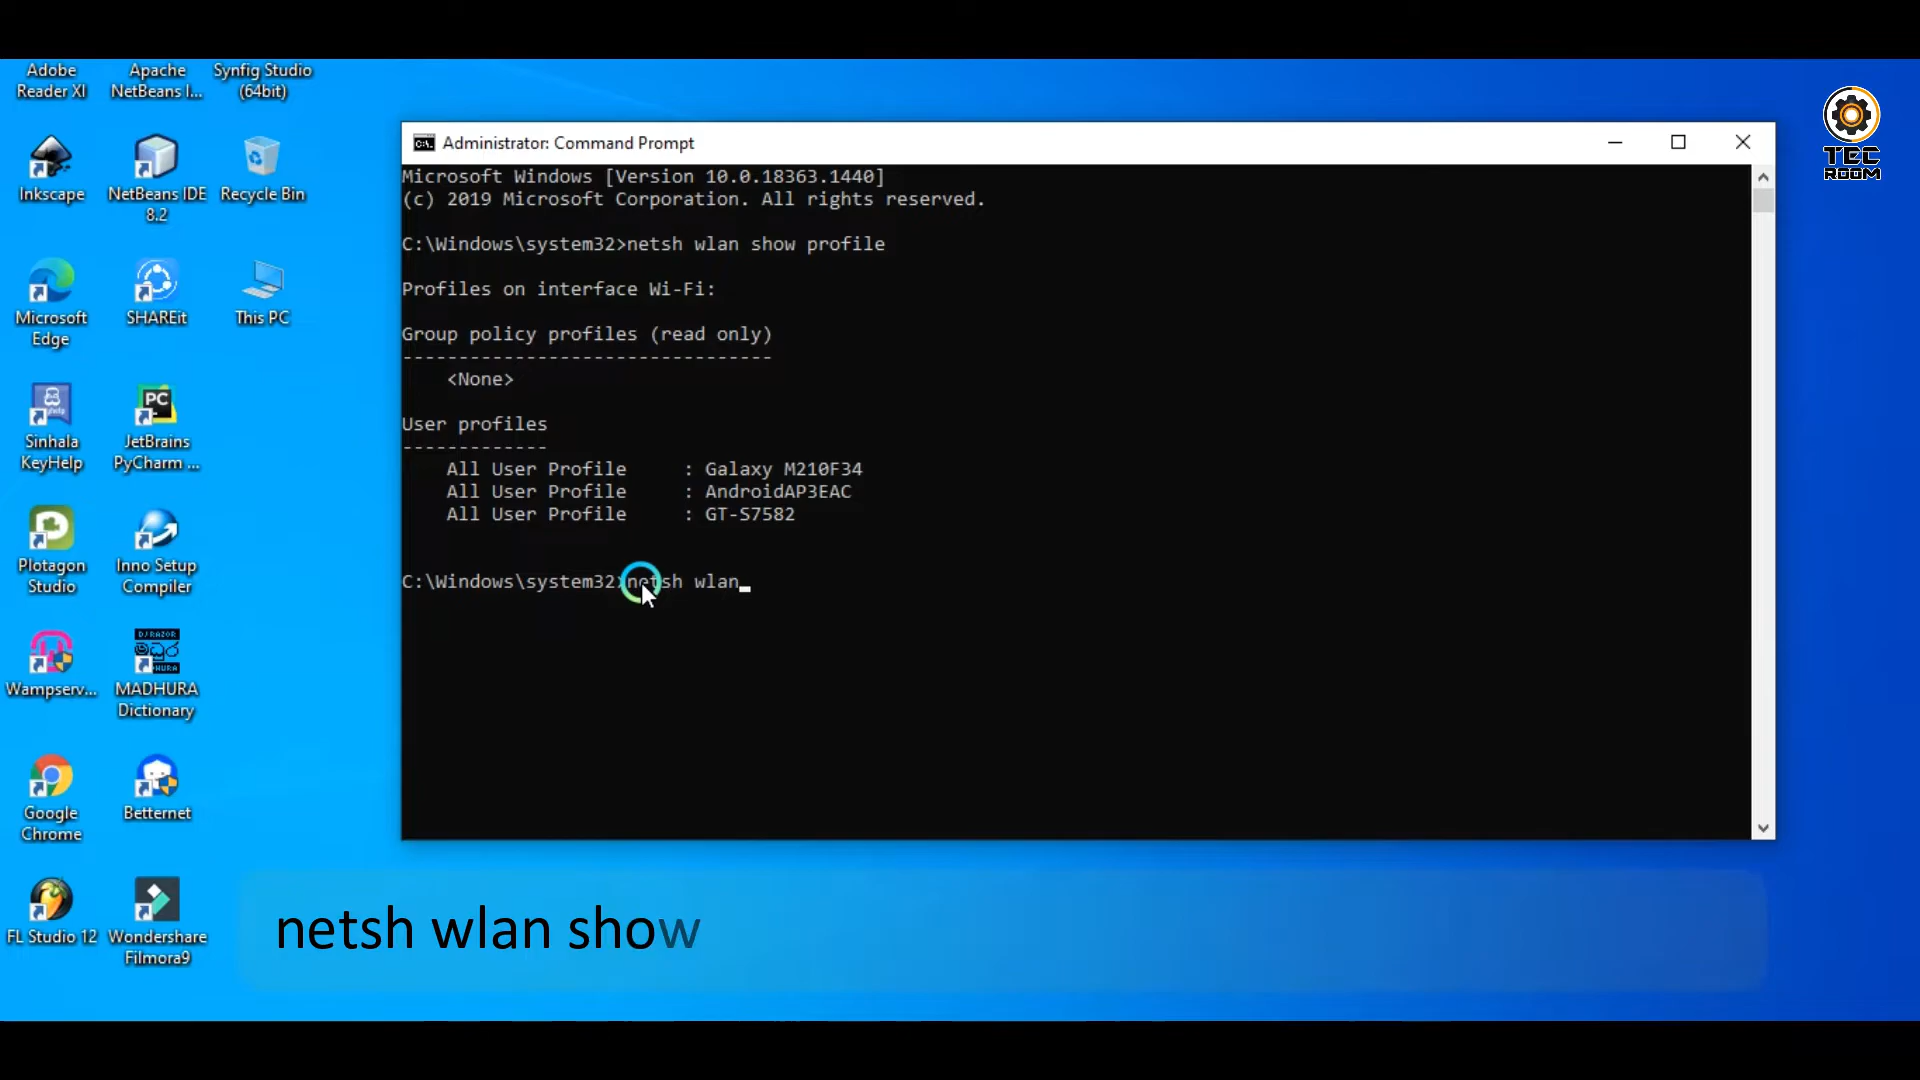 Adobe
Reader XI
Apache
NetBeans I...
Synfig Studio
(64bit)
Inkscape
NetBeans IDE
8.2
Recycle Bin
Microsoft
Edge
SHAREit
This PC
Sinhala
KeyHelp
JetBrains
PyCharm ...
Plotagon
Studio
Inno Setup
Compiler
Wampserv...
D/RAZOR
මධුර
MADHURA
Dictionary
Google
Chrome
Betternet
FL Studio 12
Wondershare
Filmora9
Administrator: Command Prompt
Microsoft Windows [Version 10.0.18363.1440]
(c) 2019 Microsoft Corporation. All rights reserved.
C:\Windows\system32>netsh wlan show profile
Profiles on interface Wi-Fi:
Group policy profiles (read only)
---------------------------------
<None>
User profiles
-------------
All User Profile : Galaxy M210F34
All User Profile : AndroidAP3EAC
All User Profile : GT-S7582
C:\Windows\system32>netsh wlan_
netsh wlan show
TEC
ROOM